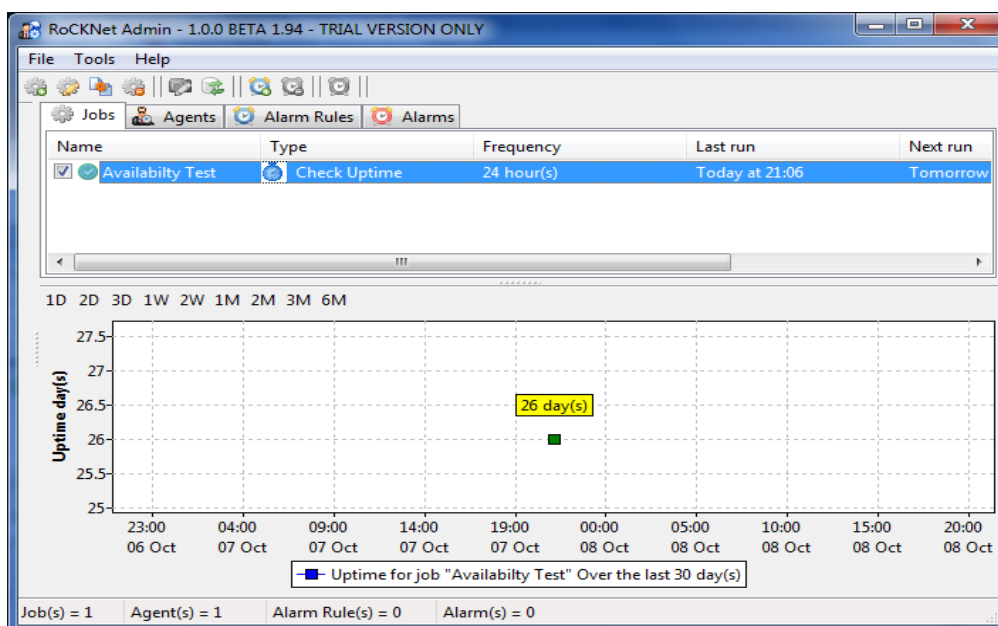 RoCKNet Admin - 1.0.0 BETA 1.94 - TRIAL VERSION ONLY
File Tools Help
Jobs Agents Alarm Rules Alarms
Name Type Frequency Last run Next run
Availabilty Test Check Uptime 24 hour(s) Today at 21:06 Tomorrow
1D 2D 3D 1W 2W 1M 2M 3M 6M
Uptime day(s)
27.5
27
26.5
26
25.5
25
26 day(s)
23:00 04:00 09:00 14:00 19:00 00:00 05:00 10:00 15:00 20:00
06 Oct 07 Oct 07 Oct 07 Oct 07 Oct 08 Oct 08 Oct 08 Oct 08 Oct 08 Oct
Uptime for job "Availabilty Test" Over the last 30 day(s)
Job(s) = 1 Agent(s) = 1 Alarm Rule(s) = 0 Alarm(s) = 0